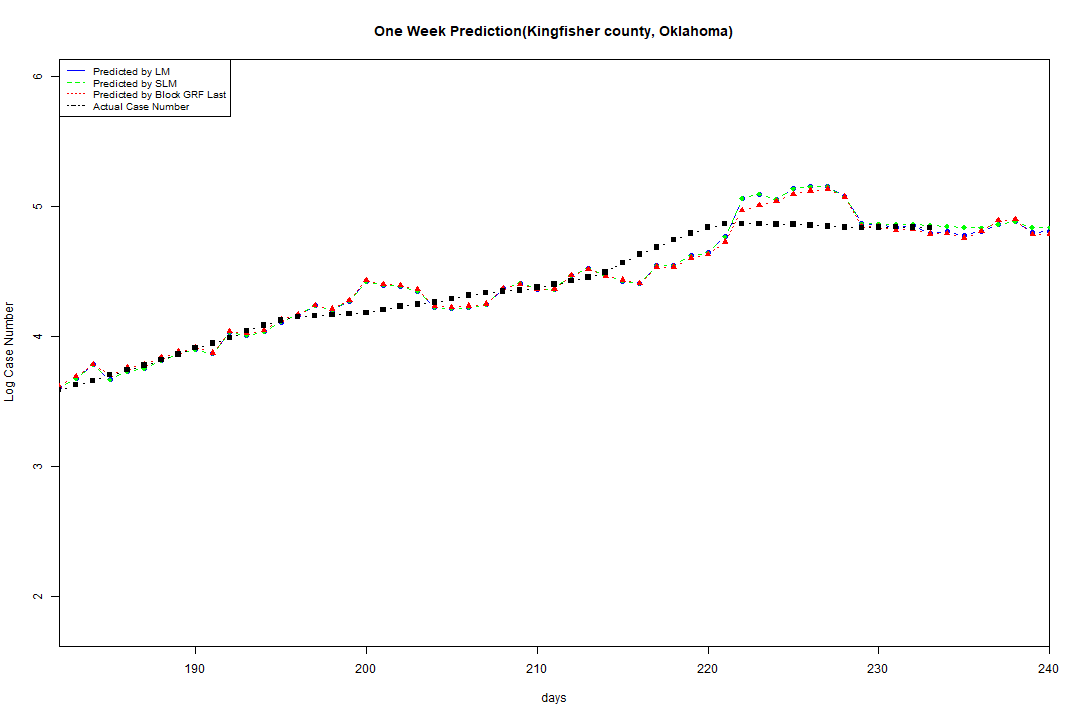 One Week Prediction(Kingfisher county, Oklahoma)
Predicted by LM
Predicted by SLM
Predicted by Block GRF Last
Actual Case Number
6
5
4
3
2
Log Case Number
190 200 210 220 230 240
days